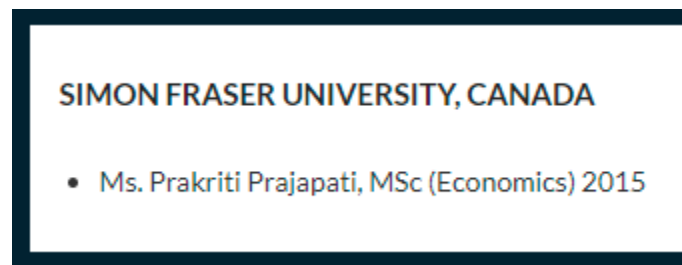 SIMON FRASER UNIVERSITY, CANADA
• Ms. Prakriti Prajapati, MSc (Economics) 2015